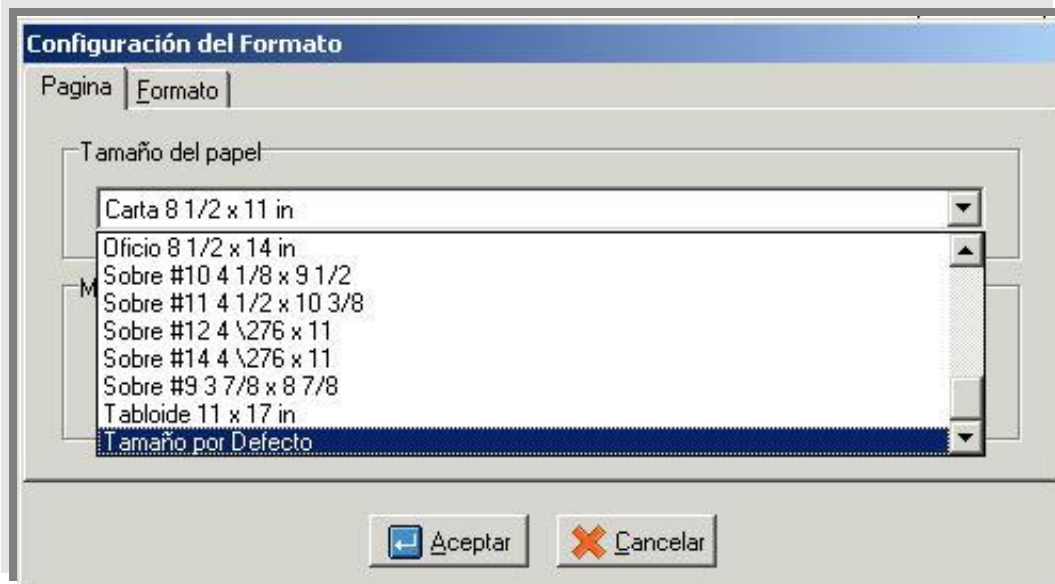 Configuración del Formato
Pagina Formato
Tamaño del papel
Carta 8 1/2 x 11 in
Oficio 8 1/2 x 14 in
Sobre #10 4 1/8 x 9 1/2
M
Sobre #11 4 1/2 x 10 3/8
Sobre #12 4 \276 x 11
Sobre #14 4 \276 x 11
Sobre #9 3 7/8 x 8 7/8
Tabloide 11 x 17 in
Tamaño por Defecto
Aceptar Cancelar